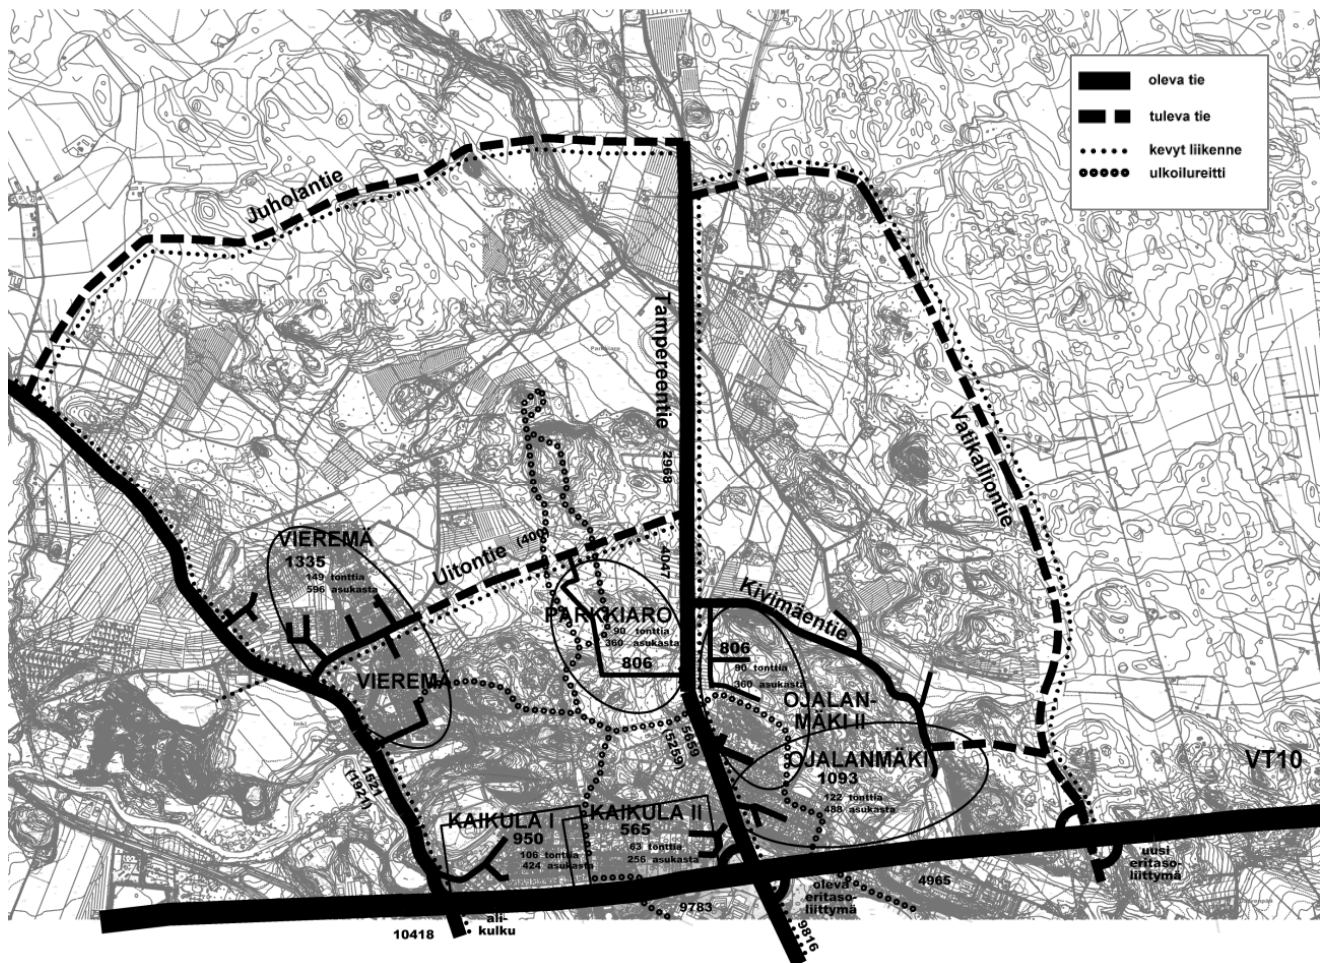 oleva tie
tuleva tie
kevyt liikenne
ulkoilureitti
Juholantie
Tampereentie
2968
Vatikalliontie
Uitontie (400)
4047
VIEREMÄ
1335
149 tonttia
596 asukasta
VIEREMÄ
PARKKIARO
90 tonttia
360 asukasta
806
Kivimäentie
806
90 tonttia
360 asukasta
OJALAN-
MÄKI II
5659
(5259)
OJALANMÄKI
1093
122 tonttia
488 asukasta
VT10
1521
(1921)
KAIKULA I
950
106 tonttia
424 asukasta
KAIKULA II
565
63 tonttia
256 asukasta
uusi
eritaso-
liittymä
oleva
eritaso-
liittymä
4965
9783
9816
10418
ali-
kulku